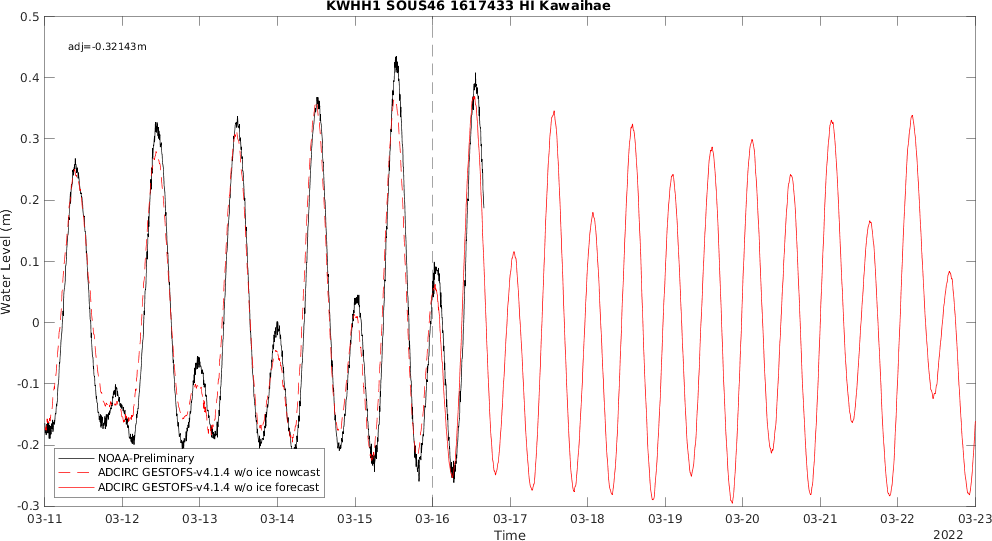 KWHH1 SOUS46 1617433 HI Kawaihae
adj=-0.32143m
0.5
0.4
0.3
0.2
0.1
0
-0.1
-0.2
-0.3
Water Level (m)
NOAA-Preliminary
ADCIRC GESTOFS-v4.1.4 w/o ice nowcast
ADCIRC GESTOFS-v4.1.4 w/o ice forecast
03-11 03-12 03-13 03-14 03-15 03-16 03-17 03-18 03-19 03-20 03-21 03-22 03-23
Time
2022